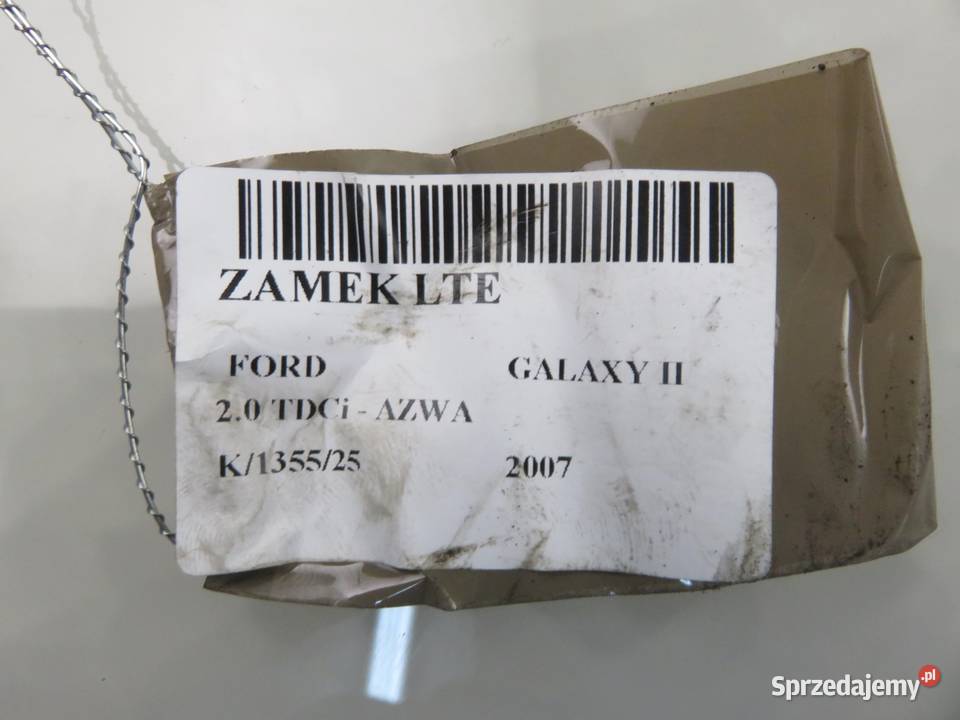 ZAMEK LTE
FORD GALAXY II
2.0 TDCi - AZWA
K/1355/25 2007
Sprzedajemy.pl